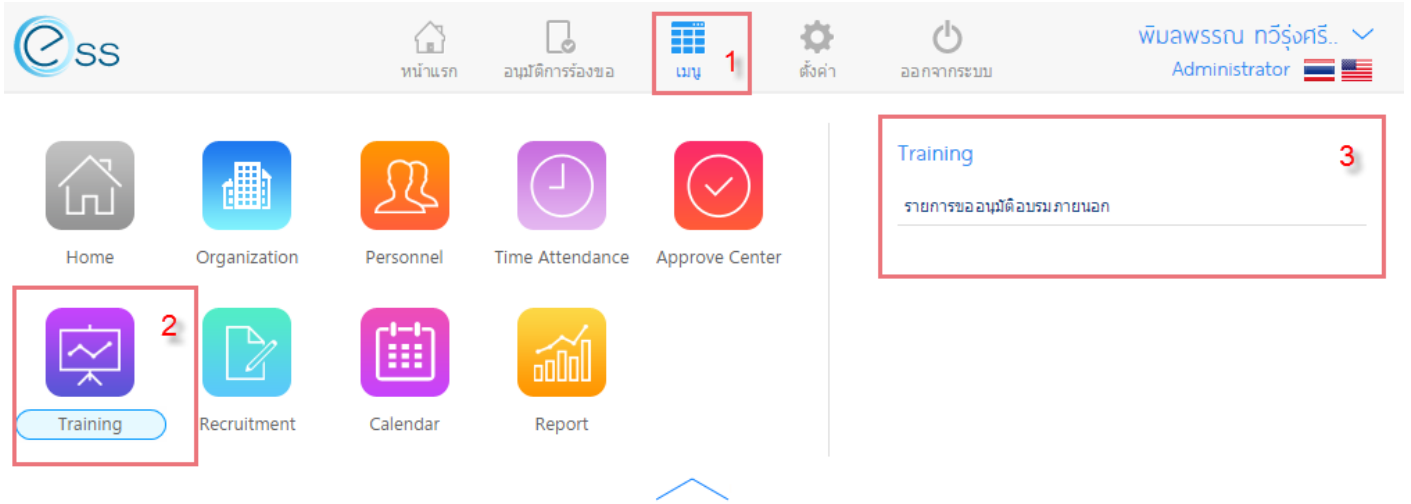 ess
หน้าแรก
อนุมัติการร้องขอ
เมนู
1
ตั้งค่า
ออกจากระบบ
พิมลพรรณ ทวีรุ่งศรี..
Administrator
Home
Organization
Personnel
Time Attendance
Approve Center
2
Training
Recruitment
Calendar
Report
Training
3
รายการขออนุมัติอบรมภายนอก